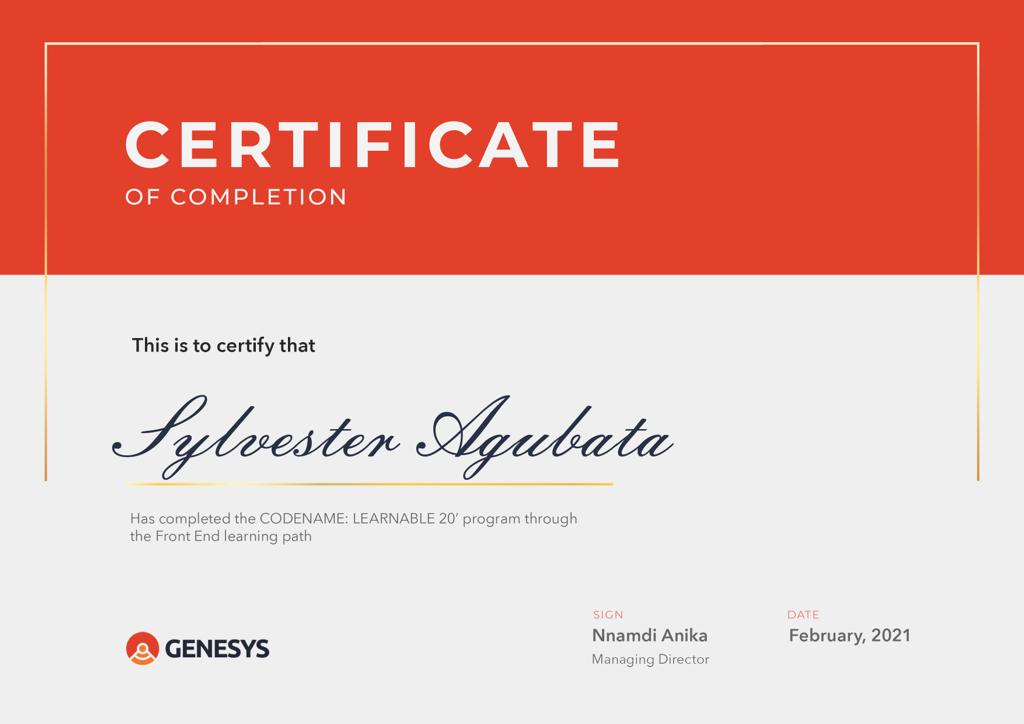 CERTIFICATE
OF COMPLETION
This is to certify that
Sylvester Agubata
Has completed the CODENAME: LEARNABLE 20’ program through
the Front End learning path
GENESYS
SIGN
Nnamdi Anika
Managing Director
DATE
February, 2021